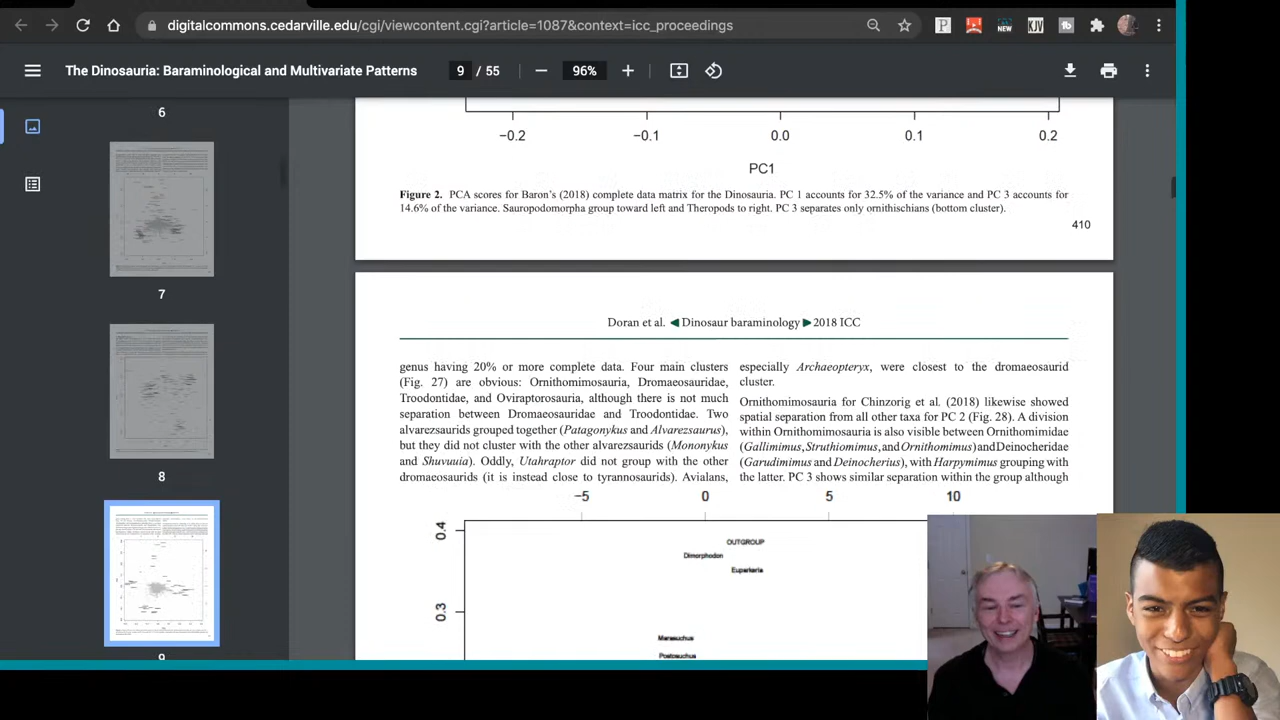 digitalcommons.cedarville.edu/cgi/viewcontent.cgi?article=1087&context=icc_proceedings
NEW
KJV
The Dinosauria: Baraminological and Multivariate Patterns
9 / 55
96%
6
7
8
9
−0.2 −0.1 0.0 0.1 0.2
PC1
Figure 2. PCA scores for Baron's (2018) complete data matrix for the Dinosauria. PC 1 accounts for 32.5% of the variance and PC 3 accounts for
14.6% of the variance. Sauropodomorpha group toward left and Theropods to right. PC 3 separates only ornithischians (bottom cluster).
410
Doran et al. ◀ Dinosaur baraminology ▶ 2018 ICC
genus having 20% or more complete data. Four main clusters
(Fig. 27) are obvious: Ornithomimosauria, Dromaeosauridae,
Troodontidae, and Oviraptorosauria, although there is not much
separation between Dromaeosauridae and Troodontidae. Two
alvarezsaurids grouped together (Patagonykus and Alvarezsaurus),
but they did not cluster with the other alvarezsaurids (Mononykus
and Shuvuuia). Oddly, Utahraptor did not group with the other
dromaeosaurids (it is instead close to tyrannosaurids). Avialans,
especially Archaeopteryx, were closest to the dromaeosaurid
cluster.
Ornithomimosauria for Chinzorig et al. (2018) likewise showed
spatial separation from all other taxa for PC 2 (Fig. 28). A division
within Ornithomimosauria is also visible between Ornithomimidae
(Gallimimus, Struthiomimus, and Ornithomimus) and Deinocheridae
(Garudimimus and Deinocherius), with Harpymimus grouping with
the latter. PC 3 shows similar separation within the group although
−5 0 5 10
0.4
OUTGROUP
Dimorphodon
Euparkeria
0.3
Marasuchus
Postosuchus